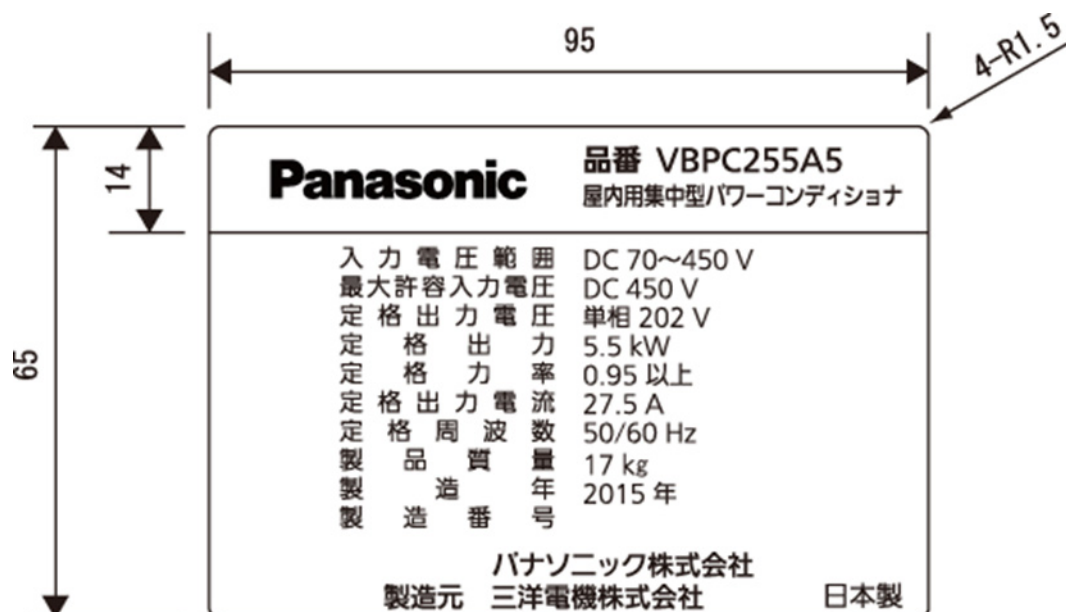 95
4-R1.5
14
65
Panasonic
品番 VBPC255A5
屋内用集中型パワーコンディショナ
入力電圧範囲 DC 70～450 V
最大許容入力電圧 DC 450 V
定格出力電圧 単相 202 V
定格出力 5.5 kW
定格力率 0.95 以上
定格出力電流 27.5 A
定格周波数 50/60 Hz
製品質量 17 kg
製造年 2015 年
製造番号
パナソニック株式会社
製造元 三洋電機株式会社 日本製